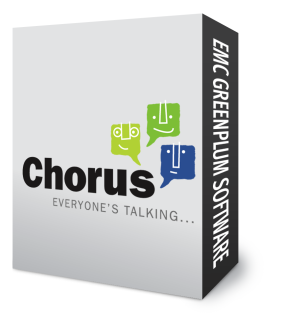 Chorus
EVERYONE'S TALKING...
EMC GREENPLUM SOFTWARE